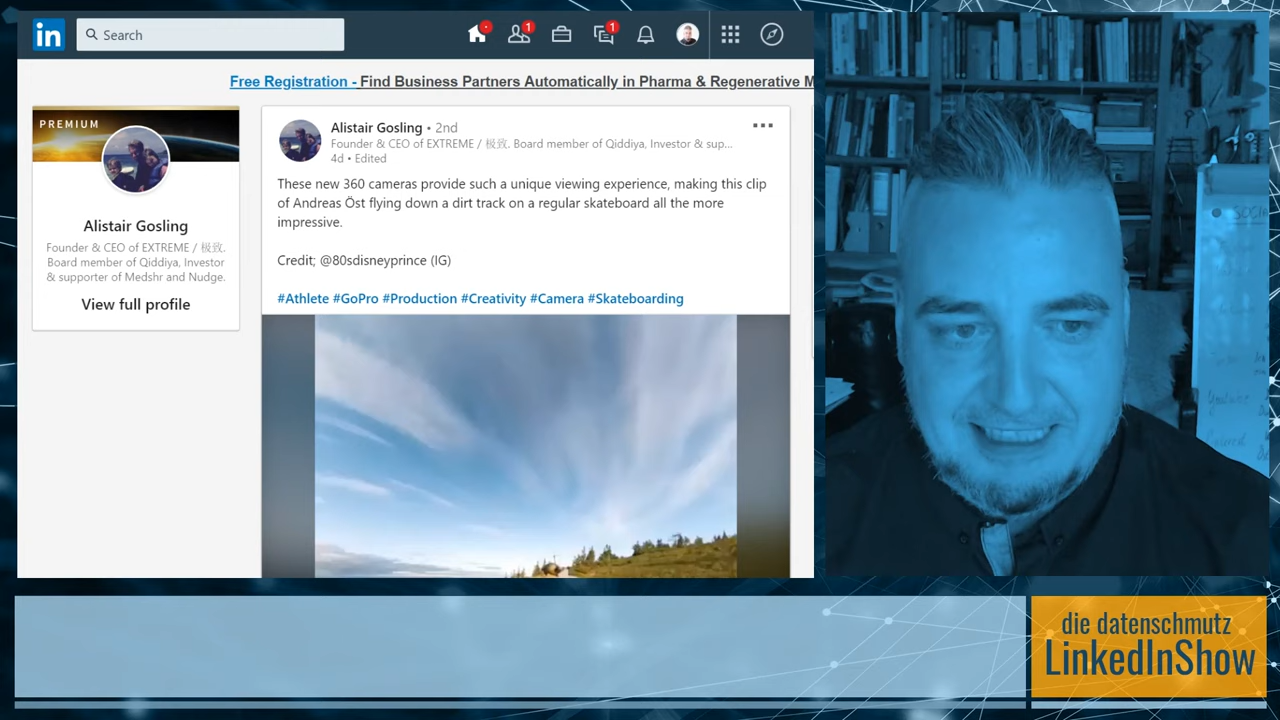 in
Search
1
1
Free Registration - Find Business Partners Automatically in Pharma & Regenerative M
PREMIUM
Alistair Gosling
Founder & CEO of EXTREME / 极致.
Board member of Qiddiya, Investor
& supporter of Medshr and Nudge.
View full profile
Alistair Gosling • 2nd
Founder & CEO of EXTREME / 极致. Board member of Qiddiya, Investor & sup...
4d • Edited
These new 360 cameras provide such a unique viewing experience, making this clip
of Andreas Öst flying down a dirt track on a regular skateboard all the more
impressive.
Credit; @80sdisneyprince (IG)
#Athlete #GoPro #Production #Creativity #Camera #Skateboarding
die datenschmutz
LinkedInShow